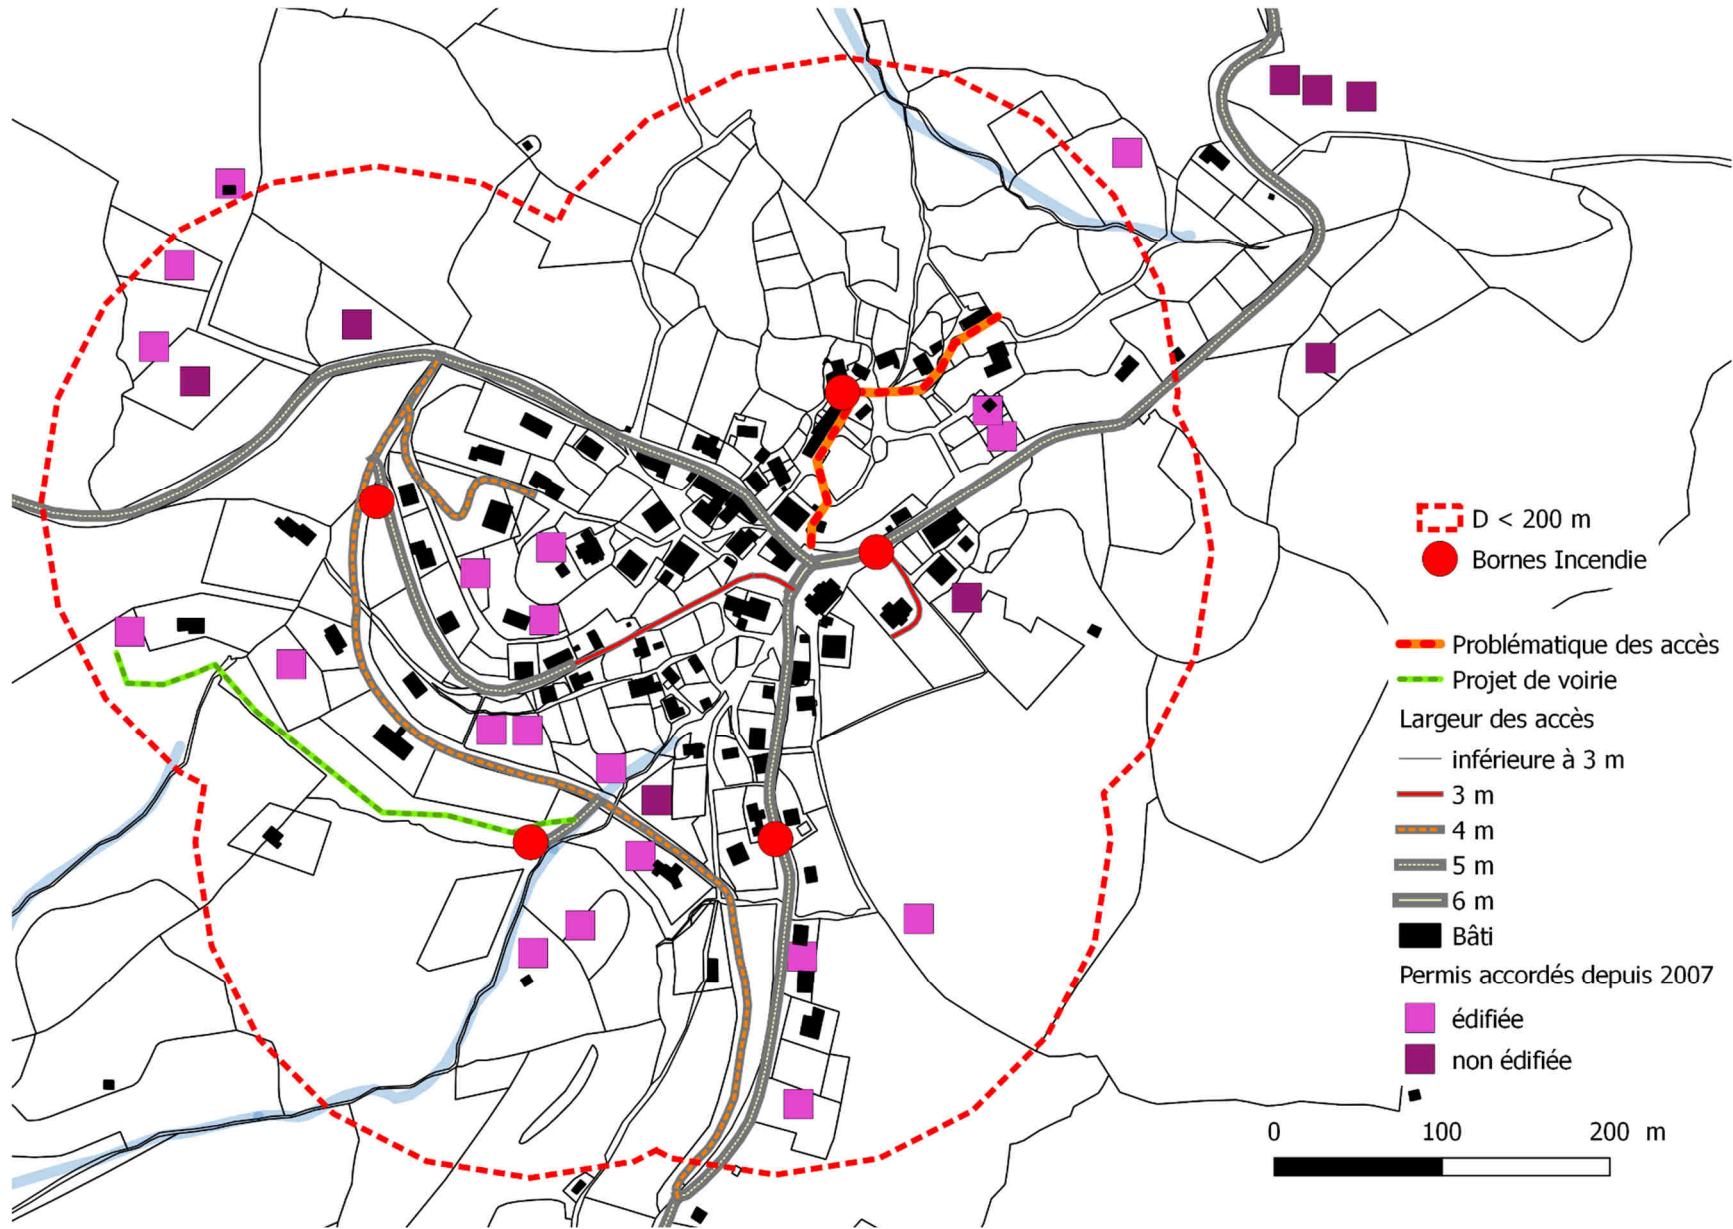 D < 200 m
Bornes Incendie
Problématique des accès
Projet de voirie
Largeur des accès
inférieure à 3 m
3 m
4 m
5 m
6 m
Bâti
Permis accordés depuis 2007
édifiée
non édifiée
0 100 200 m